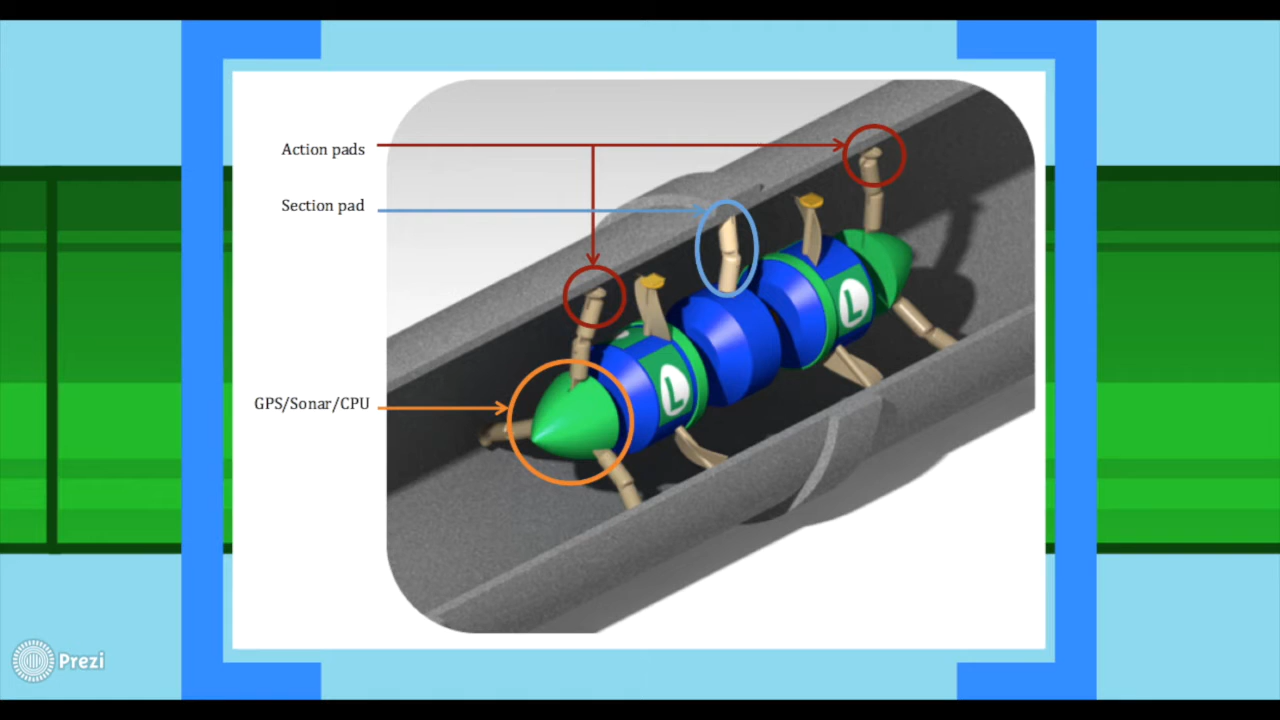 Action pads
Section pad
GPS/Sonar/CPU
L
L
Prezi